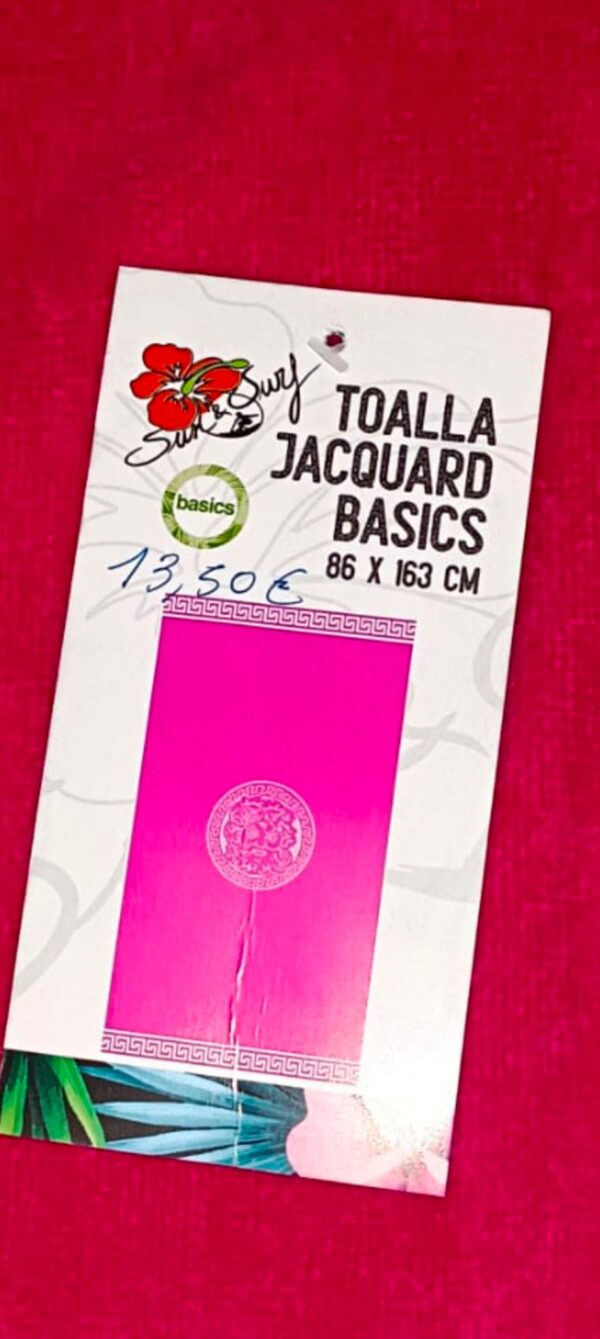 Sun & Surf
TOALLA
JACQUARD
BASICS
86 X 163 CM
basics
13,50 €